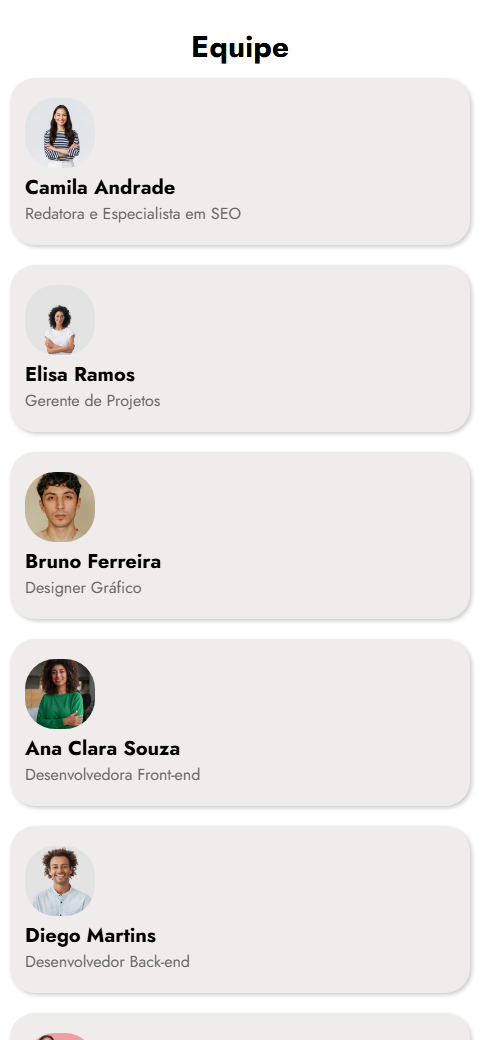 Equipe
Camila Andrade
Redatora e Especialista em SEO
Elisa Ramos
Gerente de Projetos
Bruno Ferreira
Designer Gráfico
Ana Clara Souza
Desenvolvedora Front-end
Diego Martins
Desenvolvedor Back-end